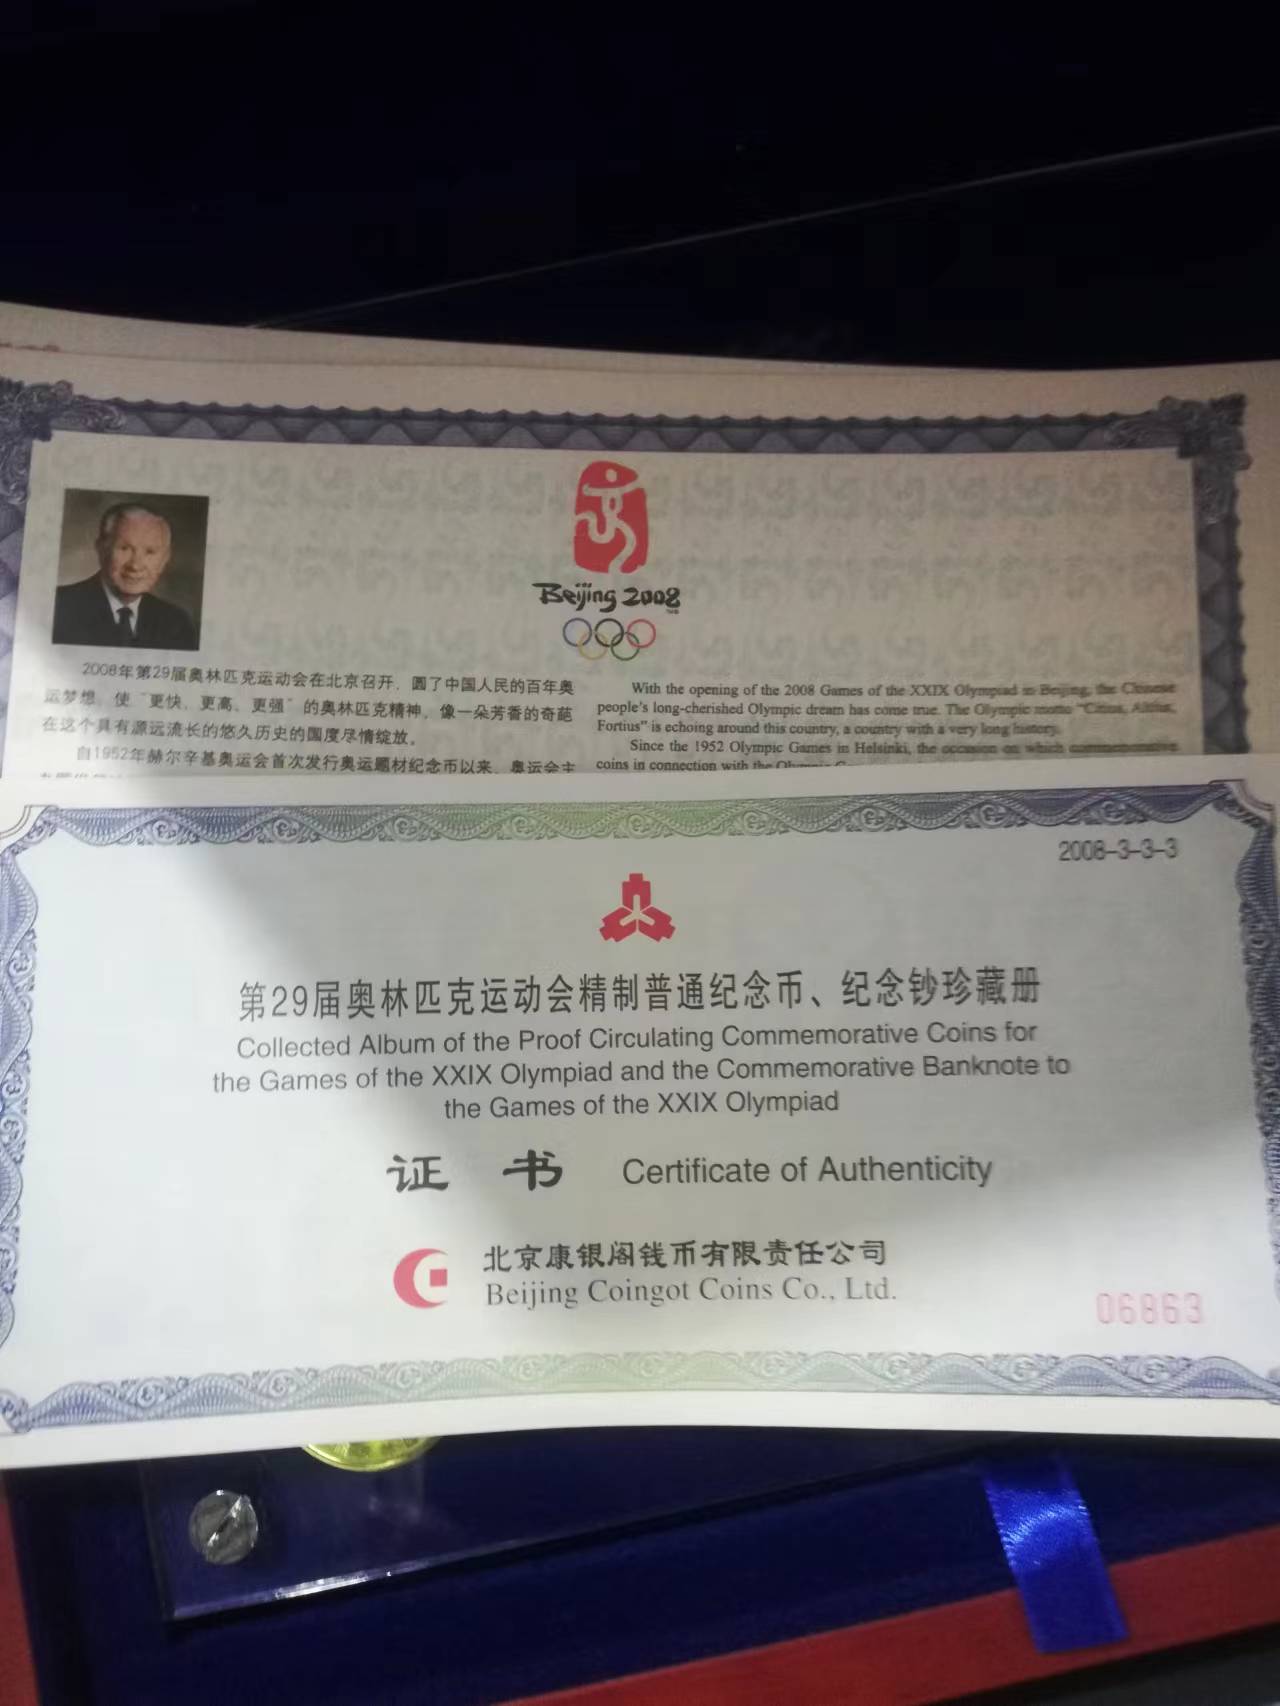 Beijing 2008
2008年第29届奥林匹克运动会在北京召开，圆了中国人民的百年奥
运梦想，使“更快、更高、更强”的奥林匹克精神，像一朵芳香的奇葩
在这个具有源远流长的悠久历史的国度尽情绽放。
自1952年赫尔辛基奥运会首次发行奥运题材纪念币以来，奥运会主
With the opening of the 2008 Games of the XXIX Olympiad in Beijing, the Chinese
people's long-cherished Olympic dream has come true. The Olympic motto "Citius, Altius,
Fortius" is echoing around this country, a country with a very long history.
Since the 1952 Olympic Games in Helsinki, the occasion on which commemorative
coins in connection with the Olympic
2008-3-3-3
第29届奥林匹克运动会精制普通纪念币、纪念钞珍藏册
Collected Album of the Proof Circulating Commemorative Coins for
the Games of the XXIX Olympiad and the Commemorative Banknote to
the Games of the XXIX Olympiad
证 书 Certificate of Authenticity
北京康银阁钱币有限责任公司
Beijing Coingot Coins Co., Ltd.
06863